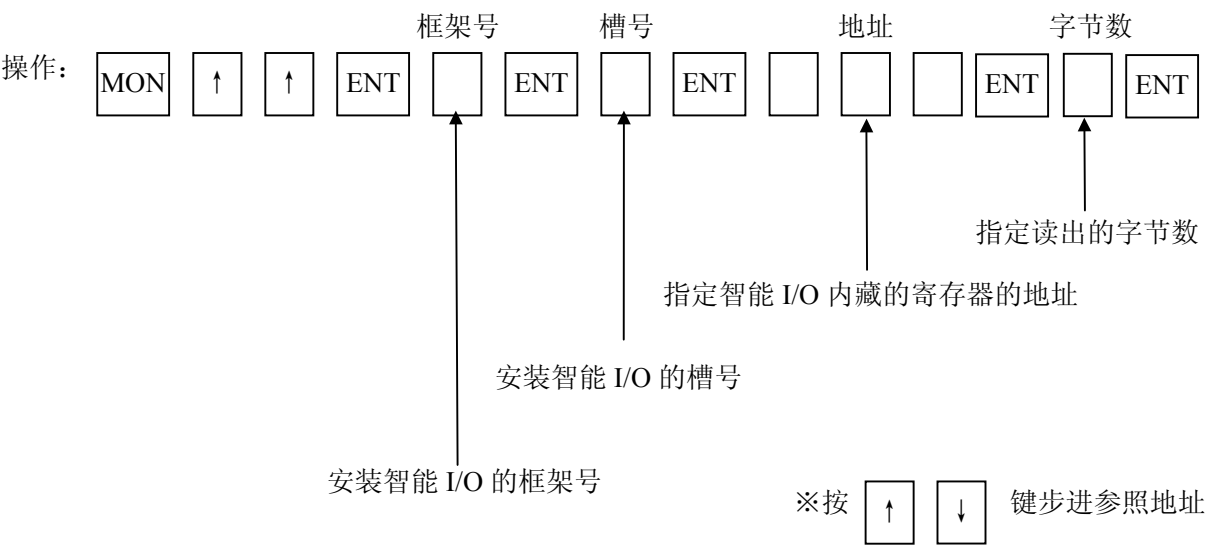 框架号 槽号 地址 字节数
操作： MON ↑ ↑ ENT ENT ENT ENT ENT
指定读出的字节数
指定智能 I/O 内藏的寄存器的地址
安装智能 I/O 的槽号
安装智能 I/O 的框架号
※按 ↑ ↓ 键步进参照地址